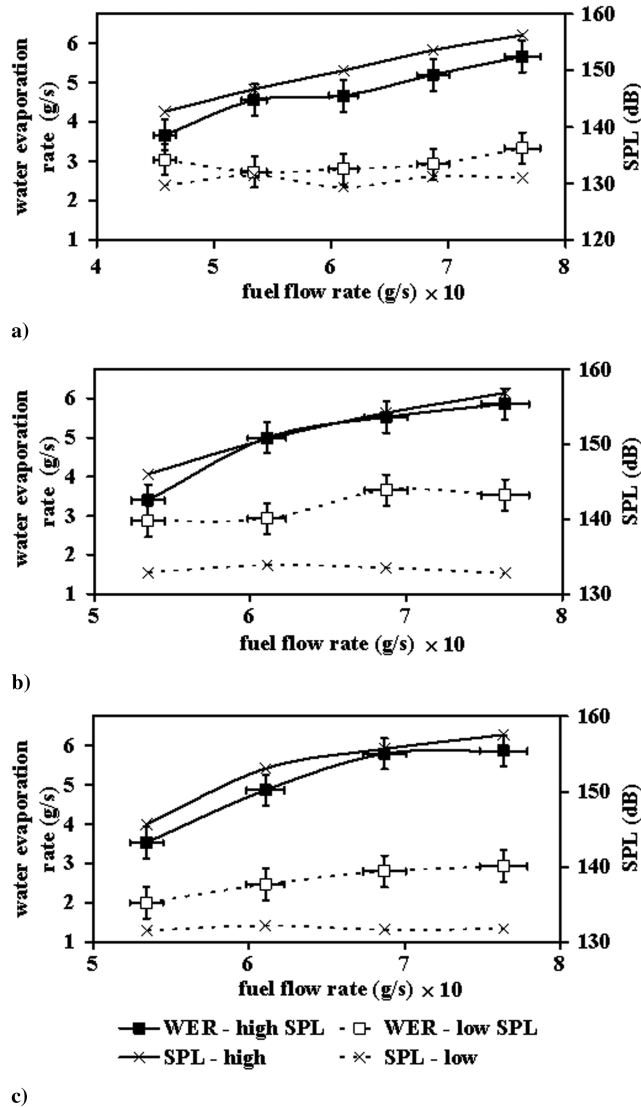 160
6
5
150
4
140
3
130
2
1
120
4
5
6
7
8
water evaporation
rate (g/s)
SPL (dB)
fuel flow rate (g/s) × 10
a)
160
6
5
150
4
3
140
2
1
130
5
6
7
8
water evaporation
rate (g/s)
SPL (dB)
fuel flow rate (g/s) × 10
b)
160
6
5
150
4
3
140
2
1
130
5
6
7
8
water evaporation
rate (g/s)
SPL (dB)
fuel flow rate (g/s) × 10
WER - high SPL
WER - low SPL
SPL - high
SPL - low
c)